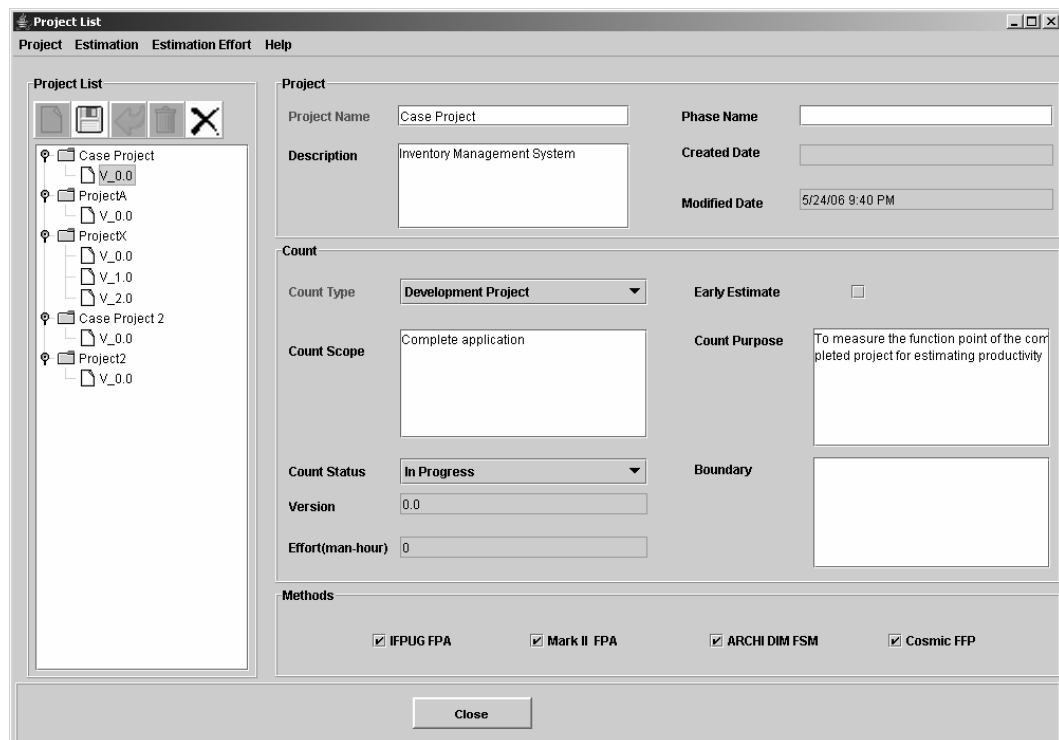 Project List
Project Estimation Estimation Effort Help
Project List
Case Project
V_0.0
ProjectA
V_0.0
ProjectX
V_0.0
V_1.0
V_2.0
Case Project 2
V_0.0
Project2
V_0.0
Project
Project Name Case Project
Phase Name
Description Inventory Management System
Created Date
Modified Date 5/24/06 9:40 PM
Count
Count Type Development Project
Early Estimate
Count Scope Complete application
Count Purpose To measure the function point of the com
pleted project for estimating productivity
Count Status In Progress
Boundary
Version 0.0
Effort(man-hour) 0
Methods
IFPUG FPA Mark II FPA ARCHI DIM FSM Cosmic FFP
Close